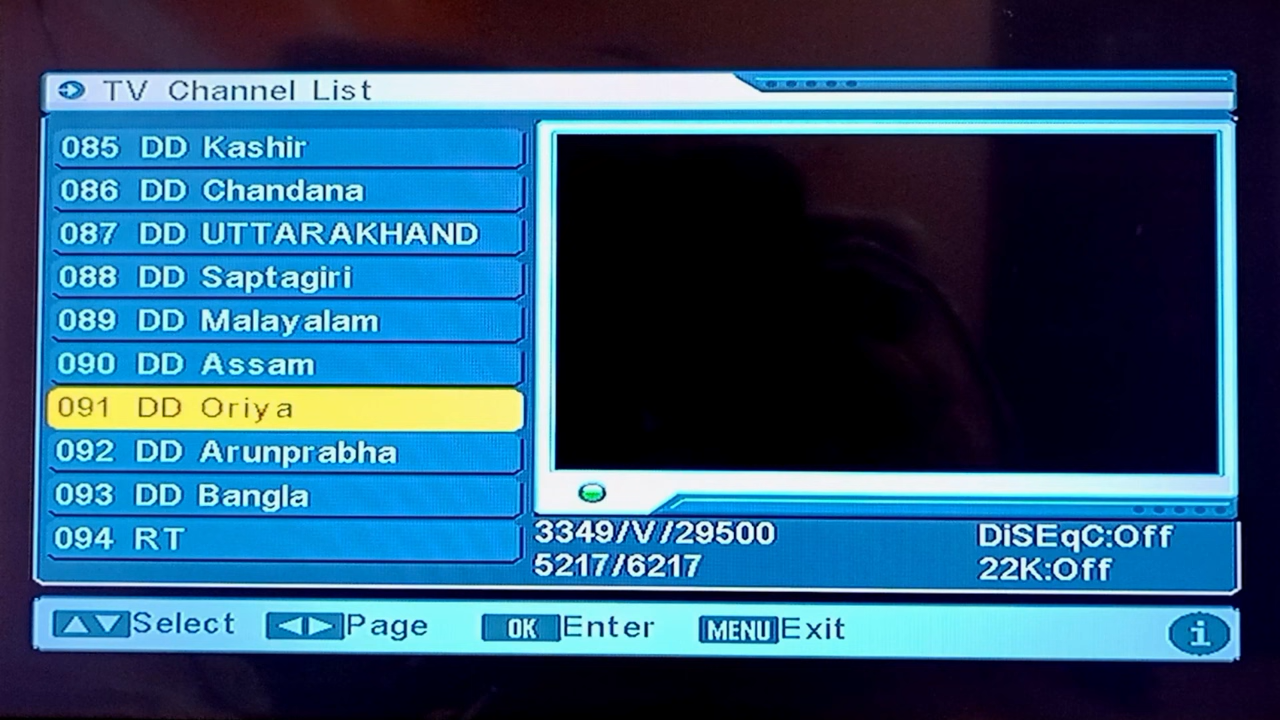 TV Channel List
085 DD Kashir
086 DD Chandana
087 DD UTTARAKHAND
088 DD Saptagiri
089 DD Malayalam
090 DD Assam
091 DD Oriya
092 DD Arunprabha
093 DD Bangla
094 RT
3349/V/29500 DiSEqC:Off
5217/6217 22K:Off
Select Page OK Enter MENU Exit i